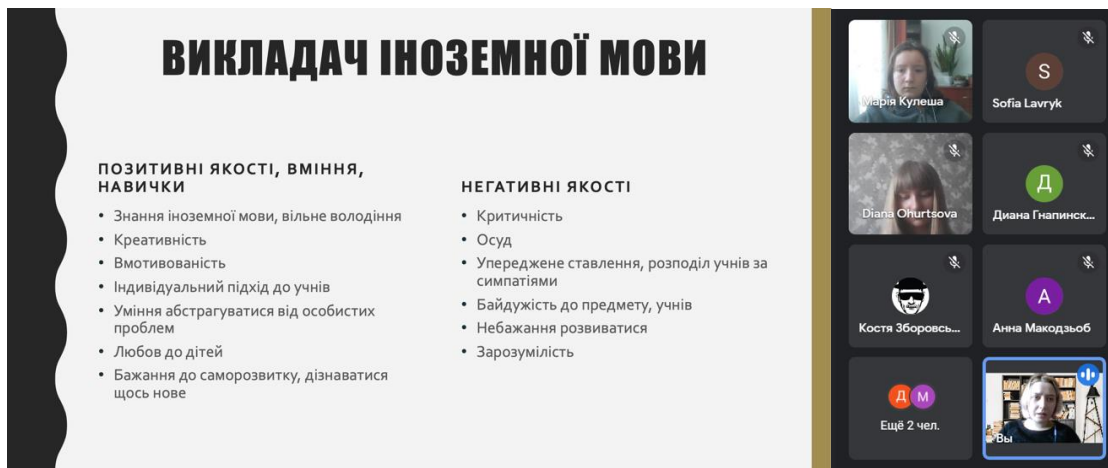 ВИКЛАДАЧ ІНОЗЕМНОЇ МОВИ
ПОЗИТИВНІ ЯКОСТІ, ВМІННЯ,
НАВИЧКИ
• Знання іноземної мови, вільне володіння
• Креативність
• Вмотивованість
• Індивідуальний підхід до учнів
• Уміння абстрагуватися від особистих
проблем
• Любов до дітей
• Бажання до саморозвитку, дізнаватися
щось нове
НЕГАТИВНІ ЯКОСТІ
• Критичність
• Осуд
• Упереджене ставлення, розподіл учнів за
симпатіями
• Байдужість до предмету, учнів
• Небажання розвиватися
• Зарозумілість
Марія Кулеша
S
Sofia Lavryk
Diana Ohurtsova
Д
Диана Гнапинск...
Костя Зборовсь...
А
Анна Макодзьоб
Д М
Ещё 2 чел.
Вы